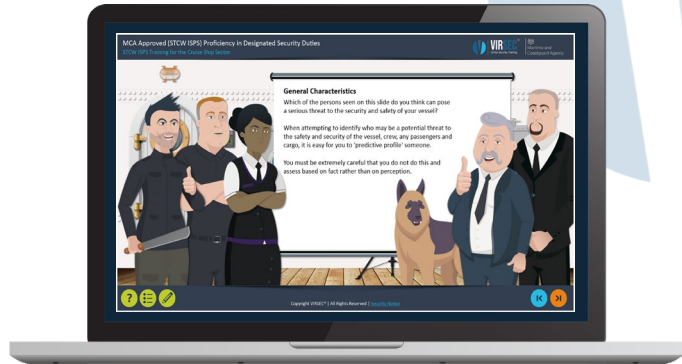 MCA Approved (STCW ISPS) Proficiency in Designated Security Duties
STCW ISPS Training for the Cruise Ship Sector
VIRSEC
Maritime and
Coastguard Agency
General Characteristics
Which of the persons seen on this slide do you think can pose
a serious threat to the security and safety of your vessel?
When attempting to identify who may be a potential threat to
the safety and security of the vessel, crew, any passengers and
cargo, it is easy for you to 'predictive profile' someone.
You must be extremely careful that you do not do this and
assess based on fact rather than on perception.
?
Copyright VIRSEC® | All Rights Reserved | Security Notice